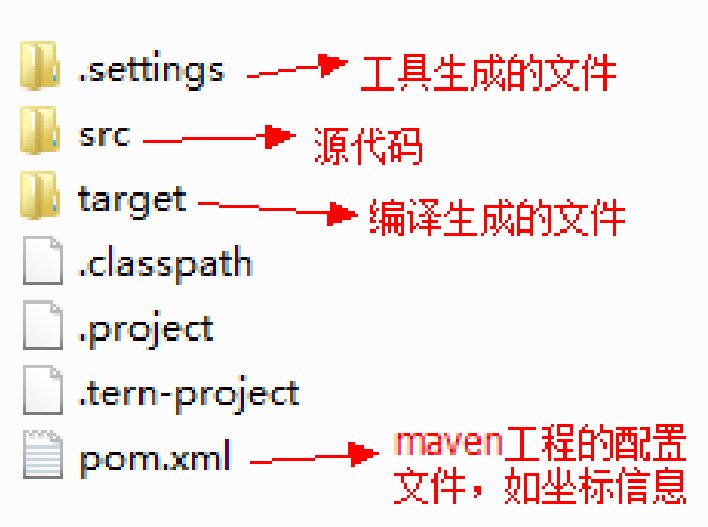 .settings 工具生成的文件
src 源代码
target 编译生成的文件
.classpath
.project
.tern-project
pom.xml maven工程的配置
文件，如坐标信息